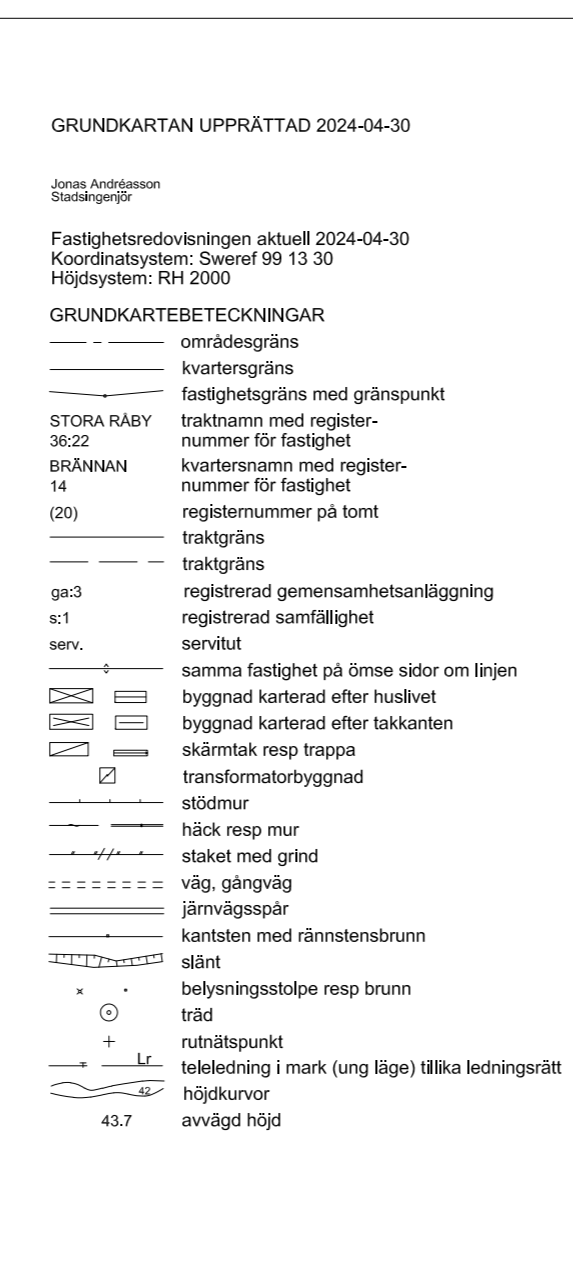 GRUNDKARTAN UPPRÄTTAD 2024-04-30
Jonas Andréasson
Stadsingenjör
Fastighetsredovisningen aktuell 2024-04-30
Koordinatsystem: Sweref 99 13 30
Höjdsystem: RH 2000
GRUNDKARTEBETECKNINGAR
områdesgräns
kvartersgräns
fastighetsgräns med gränspunkt
STORA RÅBY traktnamn med register-
36:22 nummer för fastighet
BRÄNNAN kvartersnamn med register-
14 nummer för fastighet
(20) registernummer på tomt
traktgräns
traktgräns
ga:3 registrerad gemensamhetsanläggning
s:1 registrerad samfällighet
serv. servitut
samma fastighet på ömse sidor om linjen
byggnad karterad efter huslivet
byggnad karterad efter takkanten
skärmtak resp trappa
transformatorbyggnad
stödmur
häck resp mur
staket med grind
väg, gångväg
järnvägsspår
kantsten med rännstensbrunn
slänt
belysningsstolpe resp brunn
träd
rutnätspunkt
Lr teleledning i mark (ung läge) tillika ledningsrätt
42 höjdkurvor
43.7 avvägd höjd